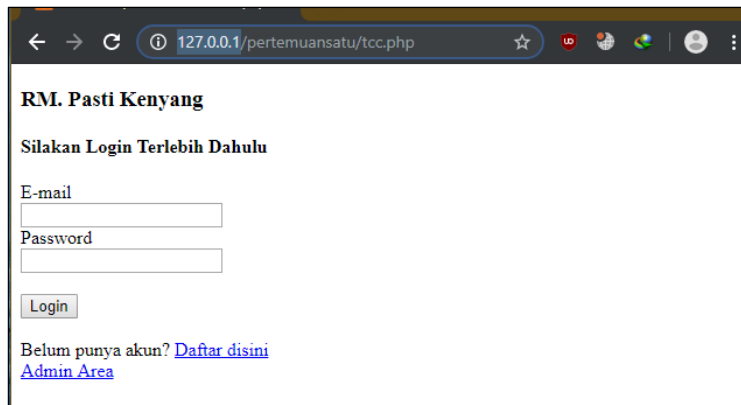 127.0.0.1/pertemuansatu/tcc.php
RM. Pasti Kenyang
Silakan Login Terlebih Dahulu
E-mail
Password
Login
Belum punya akun? Daftar disini
Admin Area